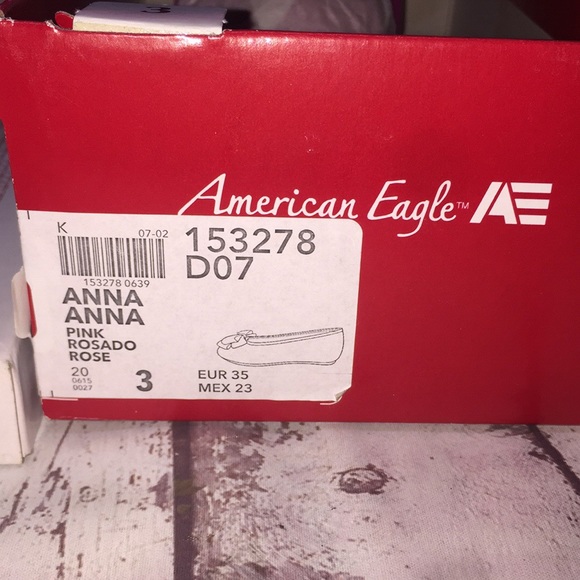 American Eagle™ AE
K
07-02
153278
D07
153278 0639
ANNA
ANNA
PINK
ROSADO
ROSE
20
0615
0027
3
EUR 35
MEX 23